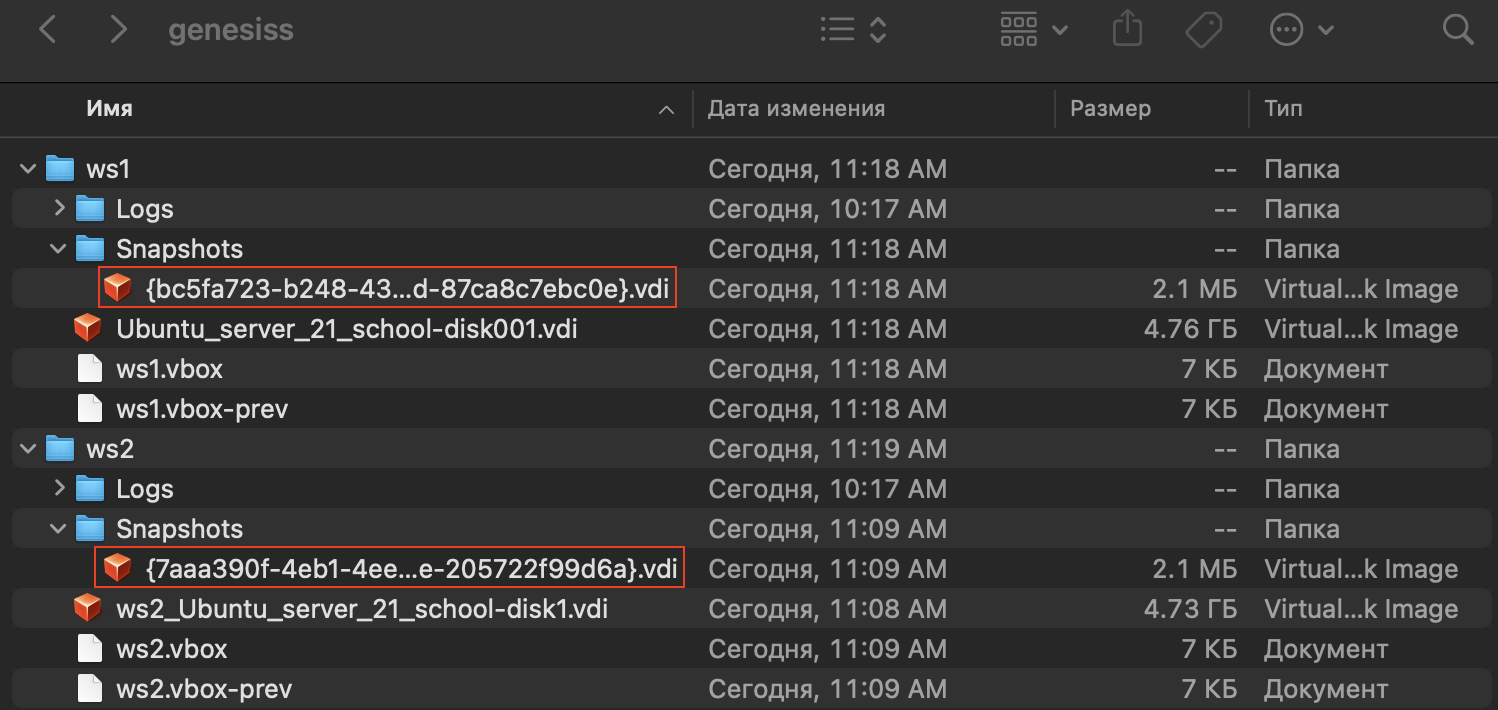 genesiss
Имя Дата изменения Размер Тип
ws1 Сегодня, 11:18 AM -- Папка
Logs Сегодня, 10:17 AM -- Папка
Snapshots Сегодня, 11:18 AM -- Папка
{bc5fa723-b248-43...d-87ca8c7ebc0e}.vdi Сегодня, 11:18 AM 2.1 МБ Virtual...k Image
Ubuntu_server_21_school-disk001.vdi Сегодня, 11:18 AM 4.76 ГБ Virtual...k Image
ws1.vbox Сегодня, 11:18 AM 7 КБ Документ
ws1.vbox-prev Сегодня, 11:18 AM 7 КБ Документ
ws2 Сегодня, 11:19 AM -- Папка
Logs Сегодня, 10:17 AM -- Папка
Snapshots Сегодня, 11:09 AM -- Папка
{7aaa390f-4eb1-4ee...e-205722f99d6a}.vdi Сегодня, 11:09 AM 2.1 МБ Virtual...k Image
ws2_Ubuntu_server_21_school-disk1.vdi Сегодня, 11:08 AM 4.73 ГБ Virtual...k Image
ws2.vbox Сегодня, 11:09 AM 7 КБ Документ
ws2.vbox-prev Сегодня, 11:09 AM 7 КБ Документ